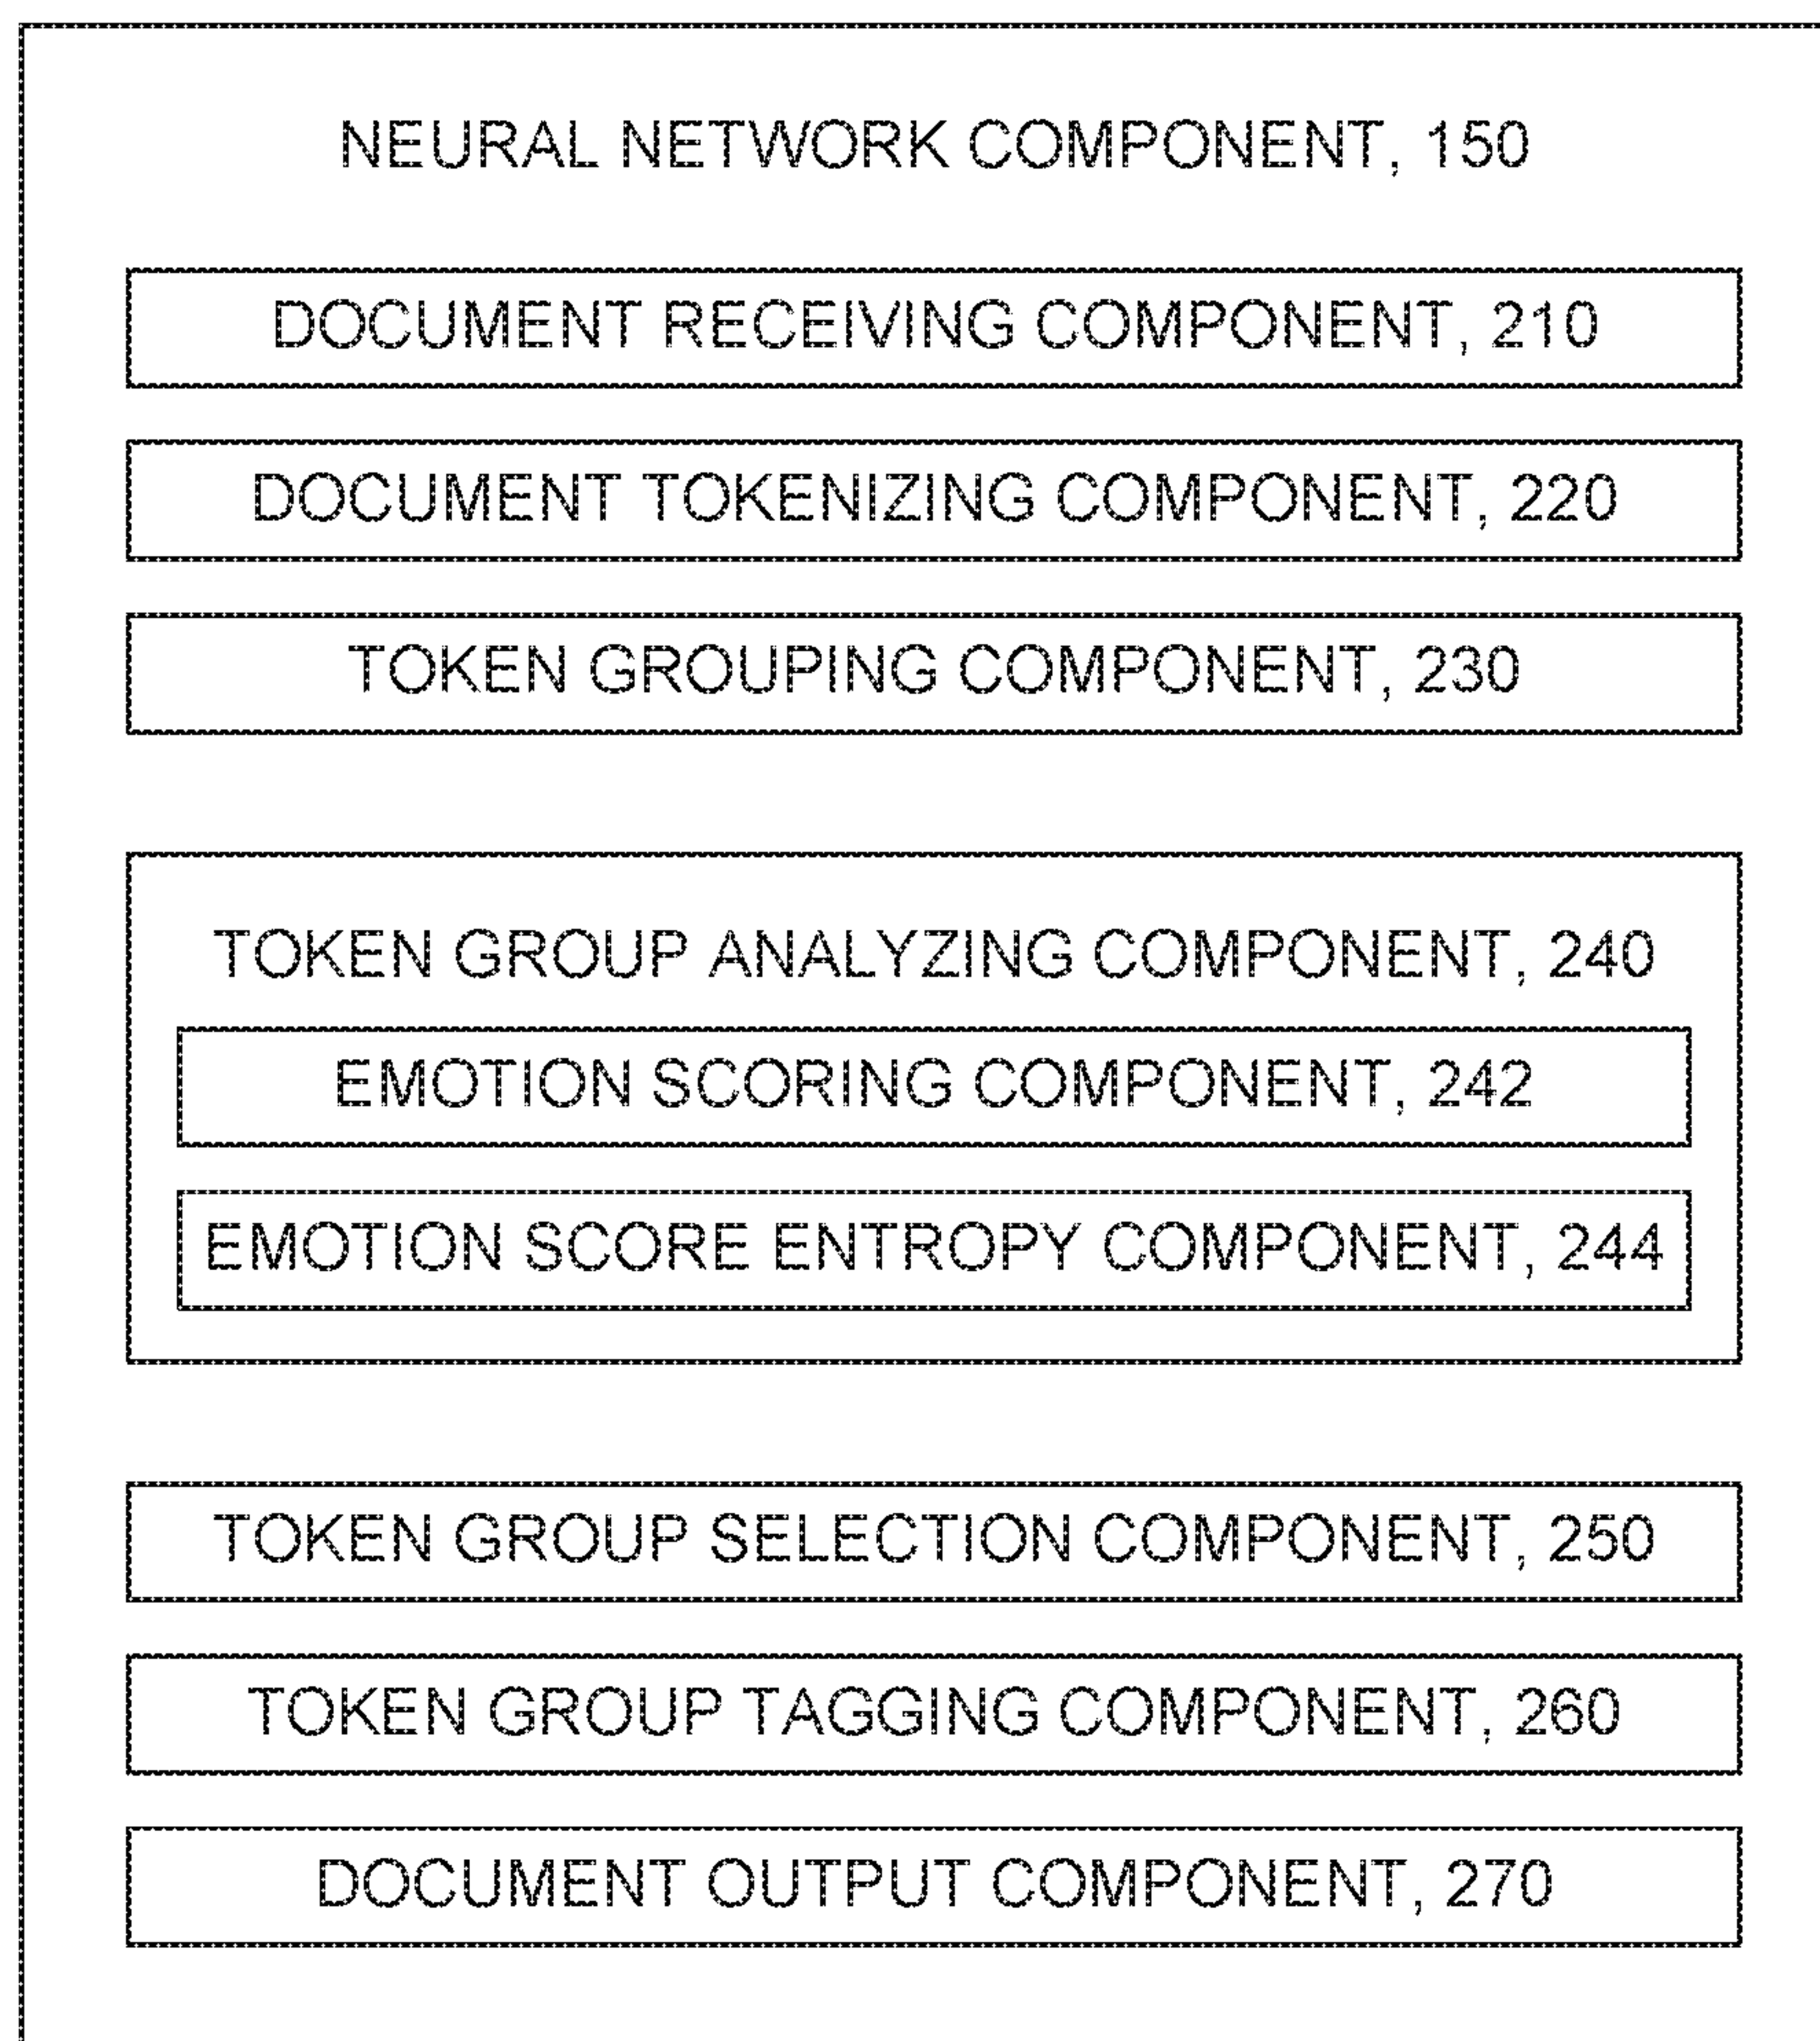 NEURAL NETWORK COMPONENT, 150
DOCUMENT RECEIVING COMPONENT, 210
DOCUMENT TOKENIZING COMPONENT, 220
TOKEN GROUPING COMPONENT, 230
TOKEN GROUP ANALYZING COMPONENT, 240
EMOTION SCORING COMPONENT, 242
EMOTION SCORE ENTROPY COMPONENT, 244
TOKEN GROUP SELECTION COMPONENT, 250
TOKEN GROUP TAGGING COMPONENT, 260
DOCUMENT OUTPUT COMPONENT, 270